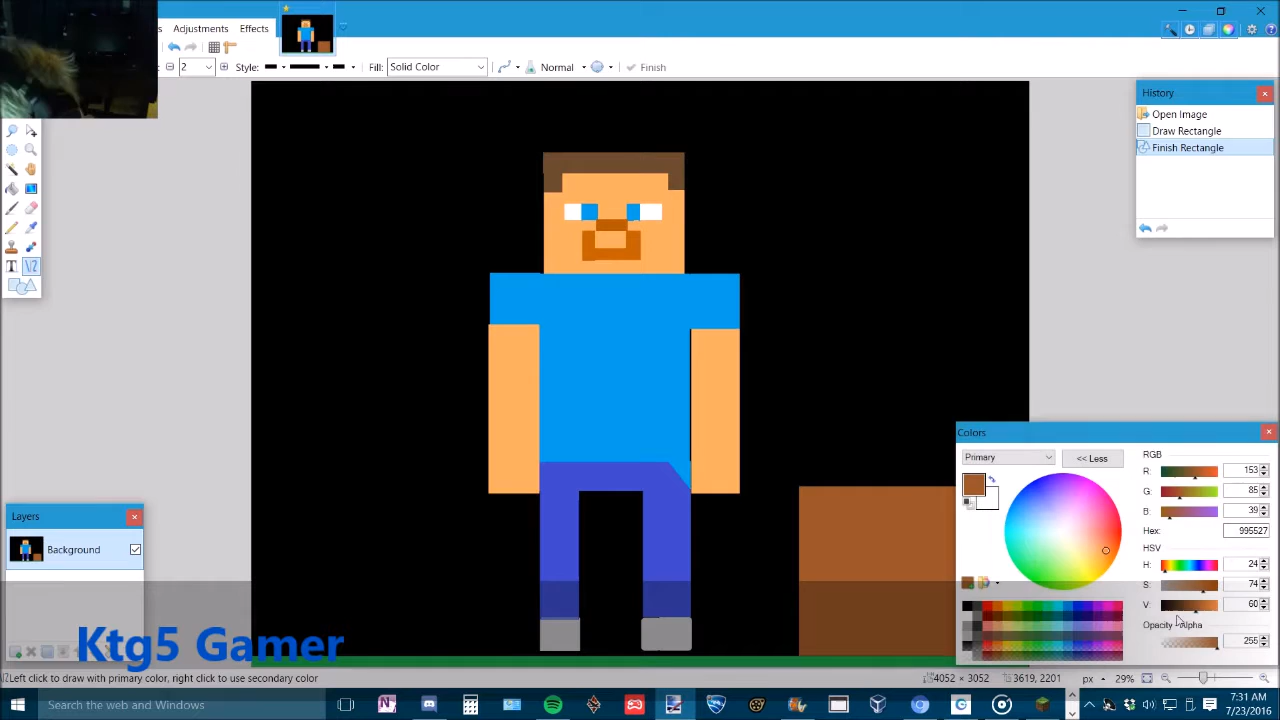 Adjustments Effects
2 Style: Fill: Solid Color Normal Finish
History
Open Image
Draw Rectangle
Finish Rectangle
Colors
Primary << Less
RGB
R: 153
G: 85
B: 39
Hex: 995527
HSV
H: 24
S: 74
V: 60
Opacity - Alpha
255
Layers
Background
Ktg5 Gamer
Left click to draw with primary color, right click to use secondary color
4052 × 3052 3619, 2201 px 29%
Search the web and Windows
7:31 AM
7/23/2016